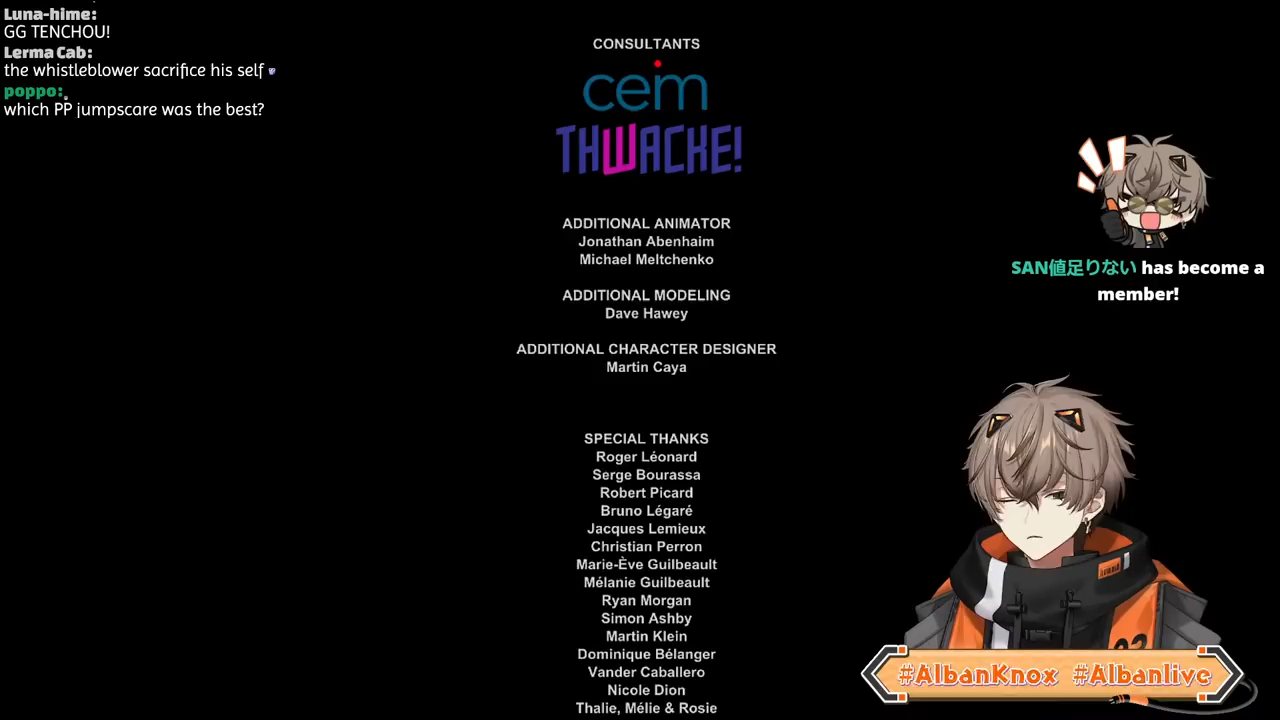 Luna-hime:
GG TENCHOU!
Lerma Cab:
the whistleblower sacrifice his self
poppo:
which PP jumpscare was the best?
CONSULTANTS
cem
THWACKE!
ADDITIONAL ANIMATOR
Jonathan Abenhaim
Michael Meltchenko
ADDITIONAL MODELING
Dave Hawey
ADDITIONAL CHARACTER DESIGNER
Martin Caya
SPECIAL THANKS
Roger Léonard
Serge Bourassa
Robert Picard
Bruno Légaré
Jacques Lemieux
Christian Perron
Marie-Ève Guilbeault
Mélanie Guilbeault
Ryan Morgan
Simon Ashby
Martin Klein
Dominique Bélanger
Vander Caballero
Nicole Dion
Thalie, Mélie & Rosie
SAN値足りない has become a
member!
#AlbanKnox #Albanlive